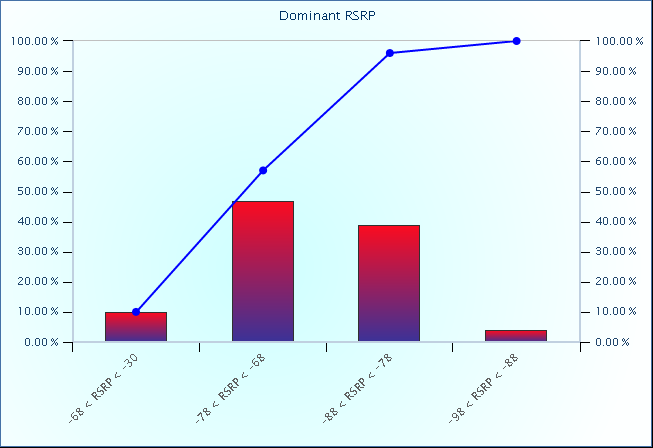 Dominant RSRP
100.00 % 100.00 %
90.00 % 90.00 %
80.00 % 80.00 %
70.00 % 70.00 %
60.00 % 60.00 %
50.00 % 50.00 %
40.00 % 40.00 %
30.00 % 30.00 %
20.00 % 20.00 %
10.00 % 10.00 %
0.00 % 0.00 %
-68 < RSRP < -30
-78 < RSRP < -68
-88 < RSRP < -78
-98 < RSRP < -88